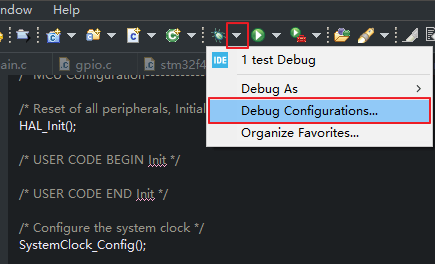 ndow Help
IDE 1 test Debug
ain.c gpio.c stm32f4
Debug As
/* MCU Configuration--------------------
Debug Configurations...
/* Reset of all peripherals, Initial
Organize Favorites...
HAL_Init();
/* USER CODE BEGIN Init */
/* USER CODE END Init */
/* Configure the system clock */
SystemClock_Config();